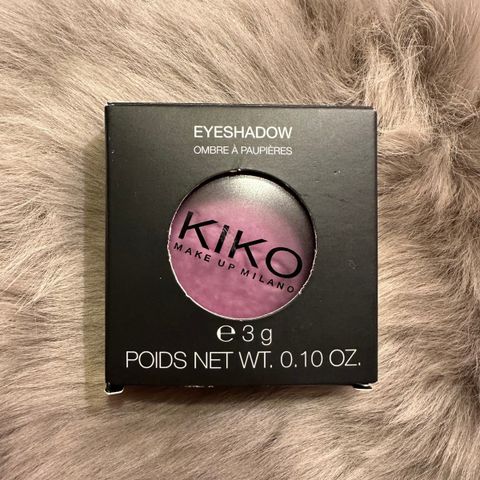 EYESHADOW
OMBRE À PAUPIÈRES
KIKO
MAKE UP MILANO
℮ 3 g
POIDS NET WT. 0.10 OZ.